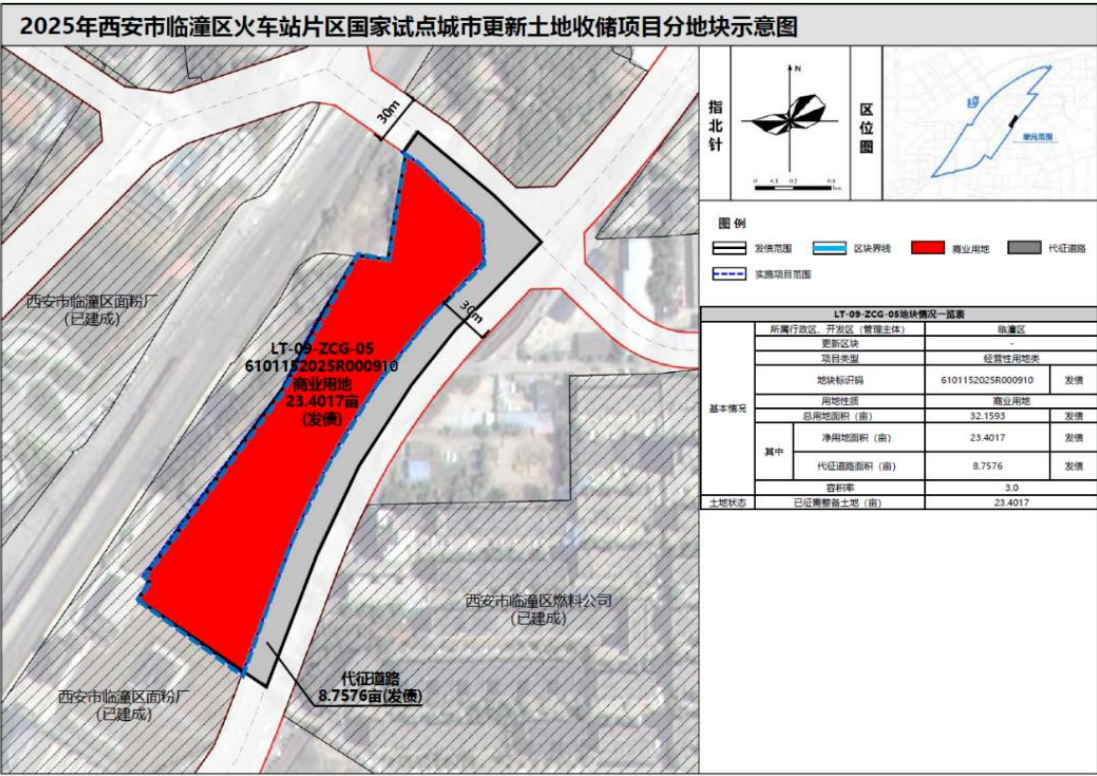 2025年西安市临潼区火车站片区国家试点城市更新土地收储项目分地块示意图
30m
西安市临潼区面粉厂
(已建成)
30m
LT-09-ZCG-05
6101152025R000910
商业用地
23.4017亩
(发债)
西安市临潼区燃料公司
(已建成)
代征道路
8.7576亩(发债)
西安市临潼区面粉厂
(已建成)
指北针
N
区位图
单元范围
图例
发债范围
区块界线
商业用地
代征道路
实施项目范围
LT-09-ZCG-05地块情况一览表
基本情况
所属行政区、开发区(管理主体) 临潼区
更新区块 -
项目类型 经营性用地类
地块标识码 6101152025R000910 发债
用地性质 商业用地
总用地面积(亩) 32.1593 发债
其中
净用地面积(亩) 23.4017 发债
代征道路面积(亩) 8.7576 发债
容积率 3.0
土地状态 已征需整备土地(亩) 23.4017